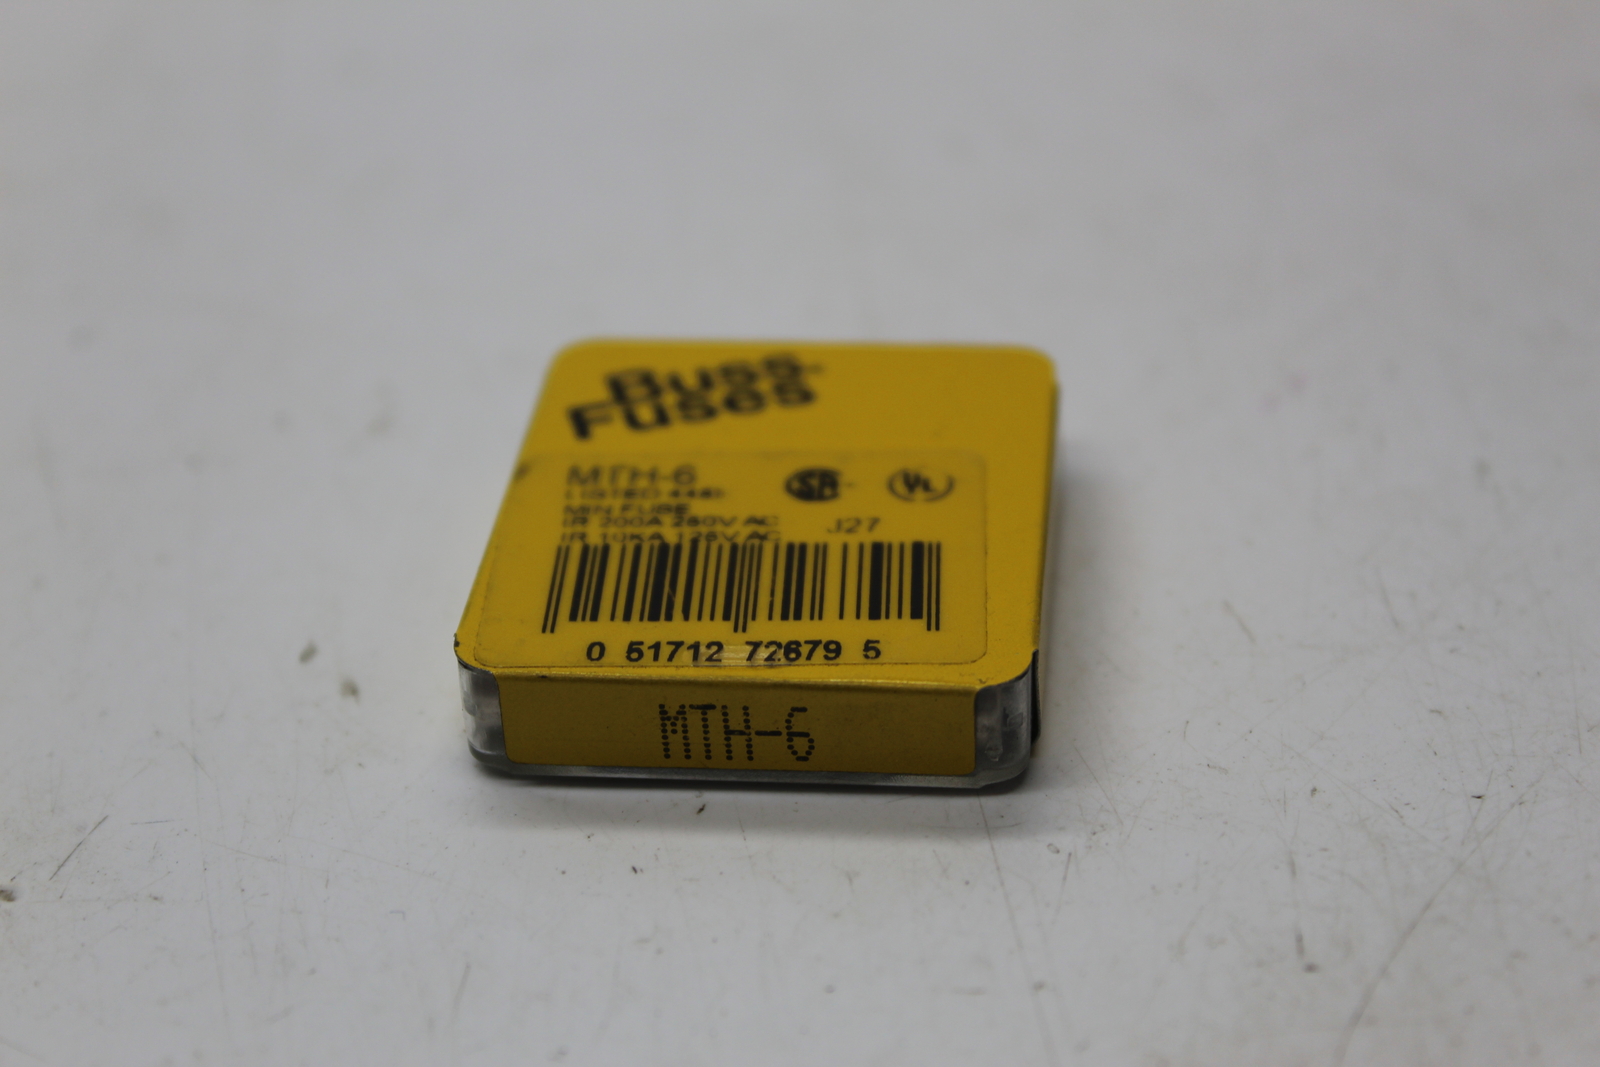 Buss
Fuses
MTH-6
LISTED
MIN FUSE
IR 200A 250V AC
J27
IR 10KA 125V AC
0 51712 72679 5
MTH-6